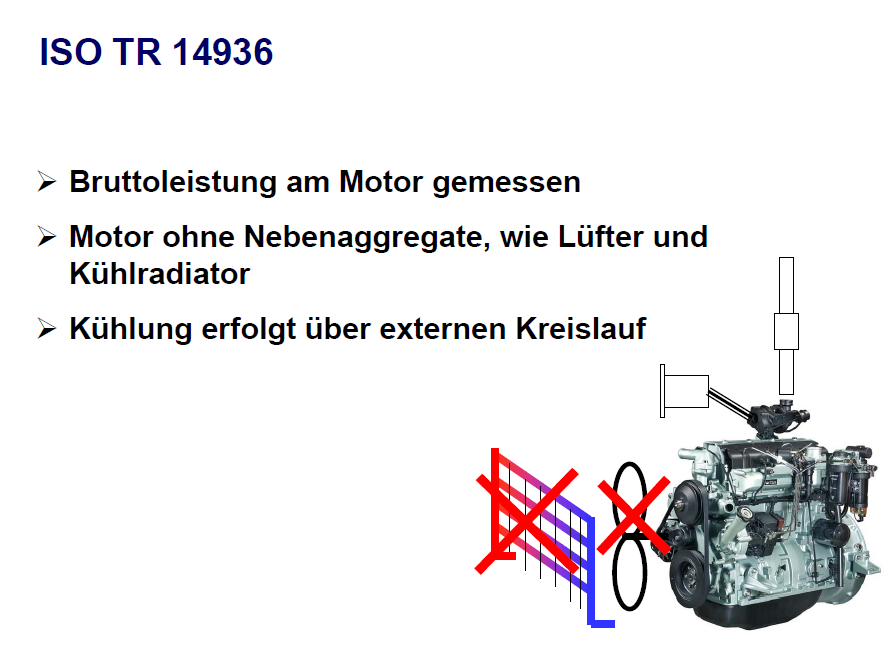 ISO TR 14936
➢ Bruttoleistung am Motor gemessen
➢ Motor ohne Nebenaggregate, wie Lüfter und
Kühlradiator
➢ Kühlung erfolgt über externen Kreislauf